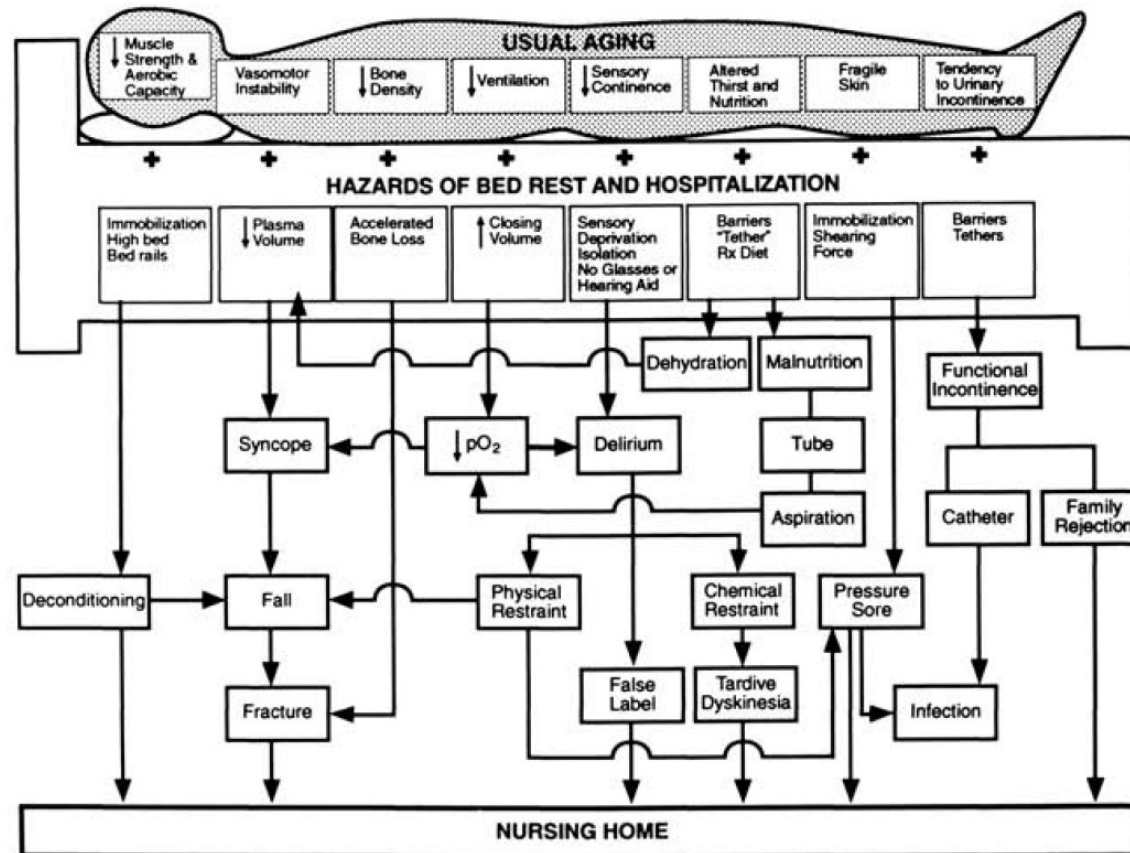 USUAL AGING
↓ Muscle
Strength &
Aerobic
Capacity
Vasomotor
Instability
↓ Bone
Density
↓ Ventilation
↓ Sensory
Continence
Altered
Thirst and
Nutrition
Fragile
Skin
Tendency
to Urinary
Incontinence
+ + + + + + + +
HAZARDS OF BED REST AND HOSPITALIZATION
Immobilization
High bed
Bed rails
↓ Plasma
Volume
Accelerated
Bone Loss
↑ Closing
Volume
Sensory
Deprivation
Isolation
No Glasses or
Hearing Aid
Barriers
"Tether"
Rx Diet
Immobilization
Shearing
Force
Barriers
Tethers
Dehydration
Malnutrition
Functional
Incontinence
Syncope
↓ pO₂
Delirium
Tube
Aspiration
Catheter
Family
Rejection
Deconditioning
Fall
Physical
Restraint
Chemical
Restraint
Pressure
Sore
Fracture
False
Label
Tardive
Dyskinesia
Infection
NURSING HOME